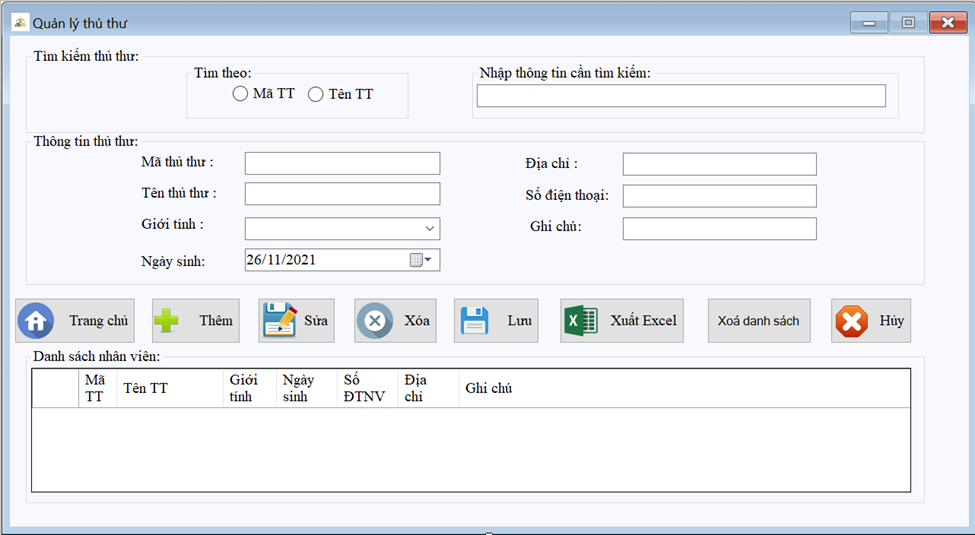 Quản lý thủ thư
Tìm kiếm thủ thư:
Tìm theo:
Mã TT Tên TT
Nhập thông tin cần tìm kiếm:
Thông tin thủ thư:
Mã thủ thư :
Địa chỉ :
Tên thủ thư :
Số điện thoại:
Giới tính :
Ghi chú:
Ngày sinh:
26/11/2021
Trang chủ Thêm Sửa Xóa Lưu Xuất Excel Xoá danh sách Hủy
Danh sách nhân viên:
Mã TT
Tên TT
Giới tính
Ngày sinh
Số ĐTNV
Địa chỉ
Ghi chú